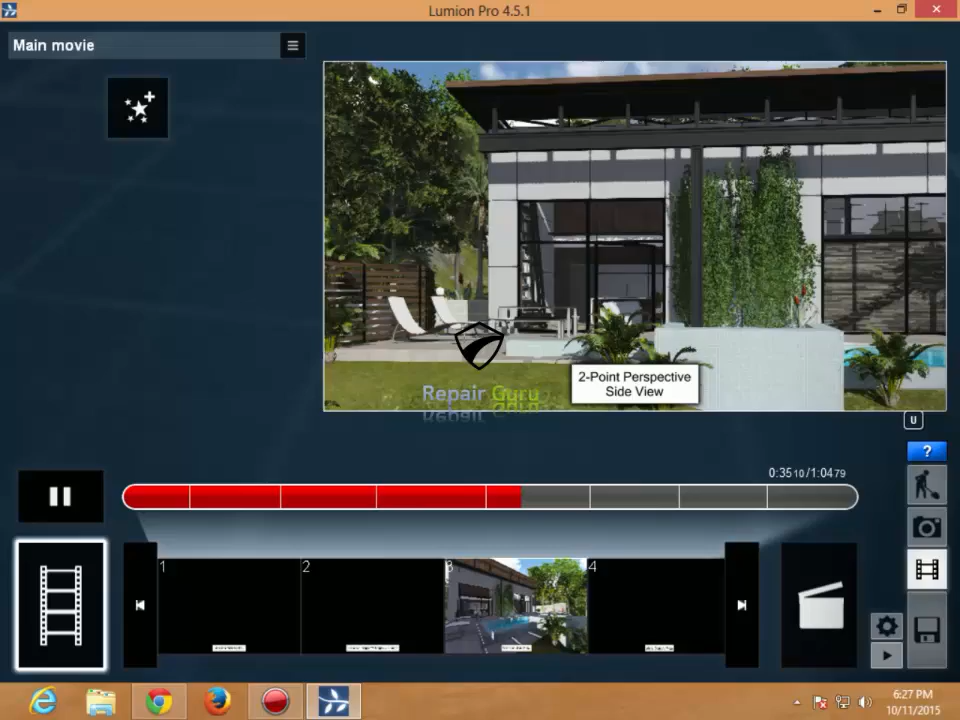 Lumion Pro 4.5.1
Main movie
Repair Guru
2-Point Perspective
Side View
U
?
0:35 10/1:04 79
1
2
3
4
6:27 PM
10/11/2015